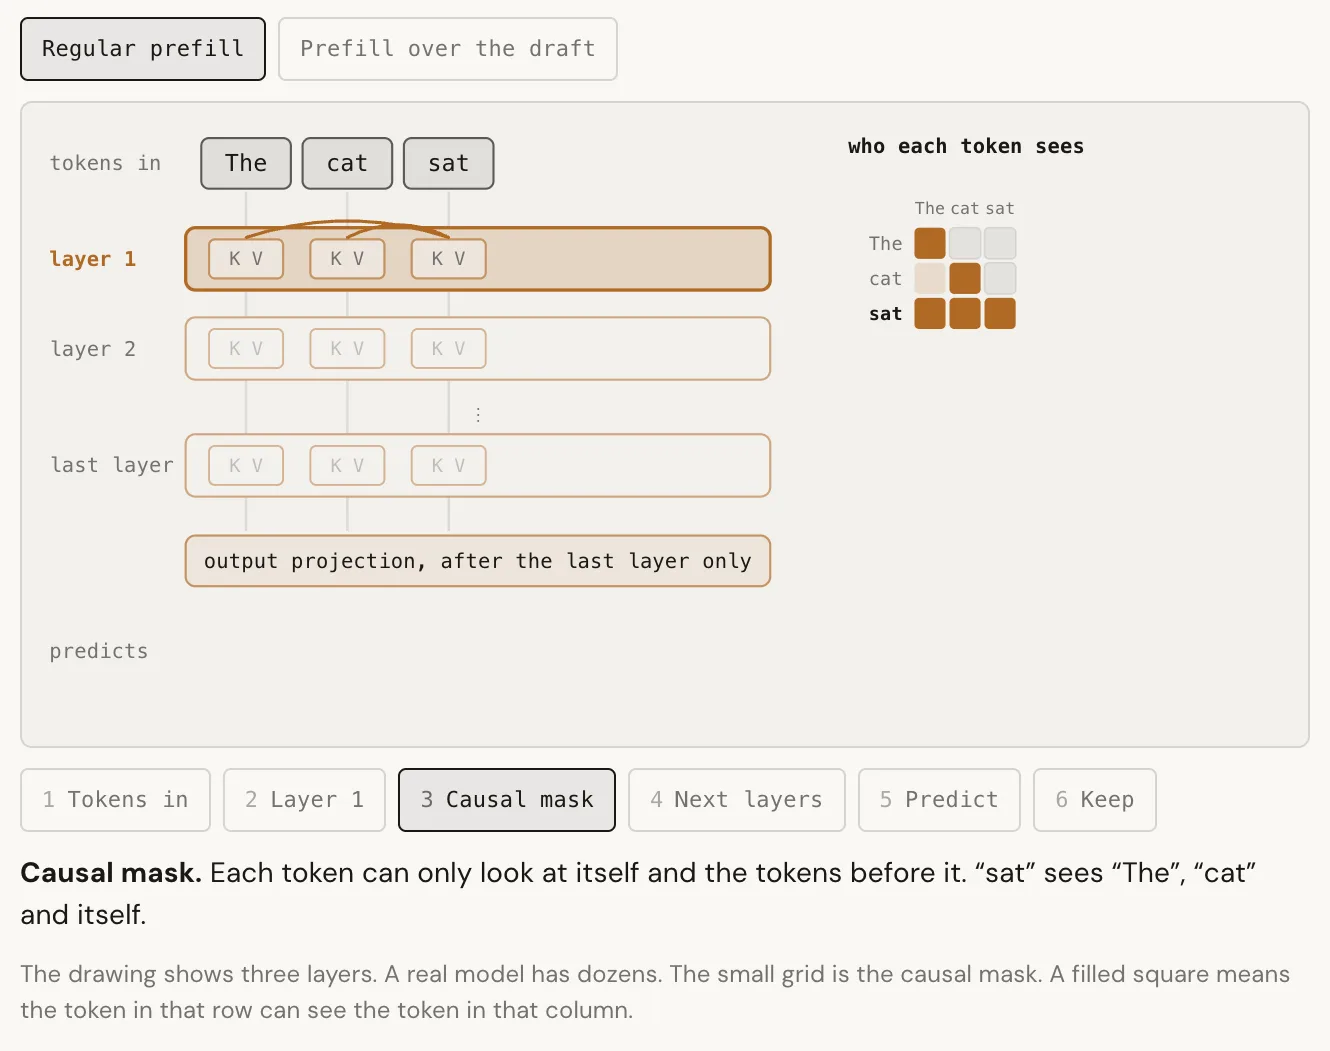 Regular prefill
Prefill over the draft
tokens in
The
cat
sat
who each token sees
The cat sat
The
cat
sat
layer 1
K V
K V
K V
layer 2
K V
K V
K V
⋮
last layer
K V
K V
K V
output projection, after the last layer only
predicts
1 Tokens in
2 Layer 1
3 Causal mask
4 Next layers
5 Predict
6 Keep
Causal mask. Each token can only look at itself and the tokens before it. “sat” sees “The”, “cat”
and itself.
The drawing shows three layers. A real model has dozens. The small grid is the causal mask. A filled square means
the token in that row can see the token in that column.